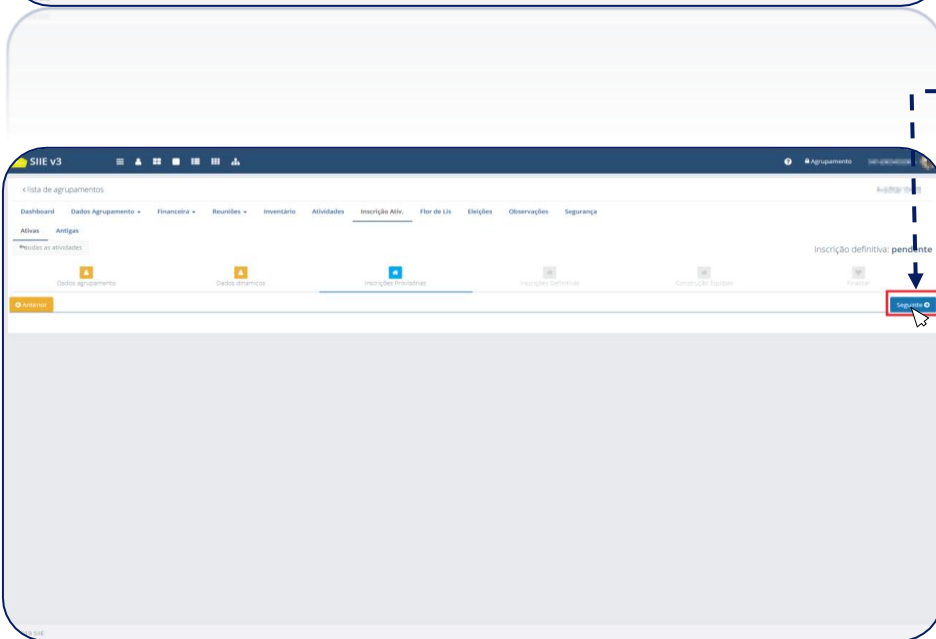 SIIE v3
Agrupamento
lista de agrupamentos
Dashboard Dados Agrupamento Financeira Reuniões Inventário Atividades Inscrição Ativ. Flor de Lis Eleições Observações Segurança
Ativas Antigas
todas as atividades
Inscrição definitiva: pendente
Dados agrupamento Dados dinamicos Inscrições Provisórias Inscrições Definitivas Construção Equipas Finalizar
Anterior Seguinte
SIIE